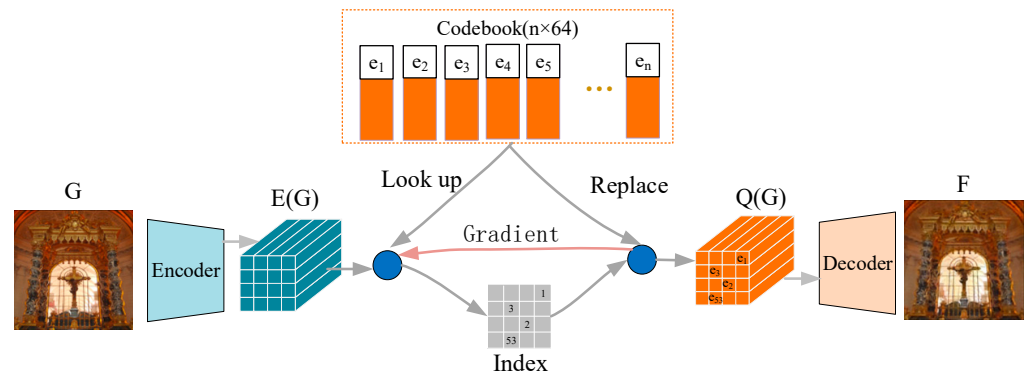 Codebook(n×64)
e1 e2 e3 e4 e5 ... en
Look up
Replace
G
E(G)
Q(G)
F
Gradient
Encoder
Decoder
1
3
2
53
Index
e1
e3
e2
e53